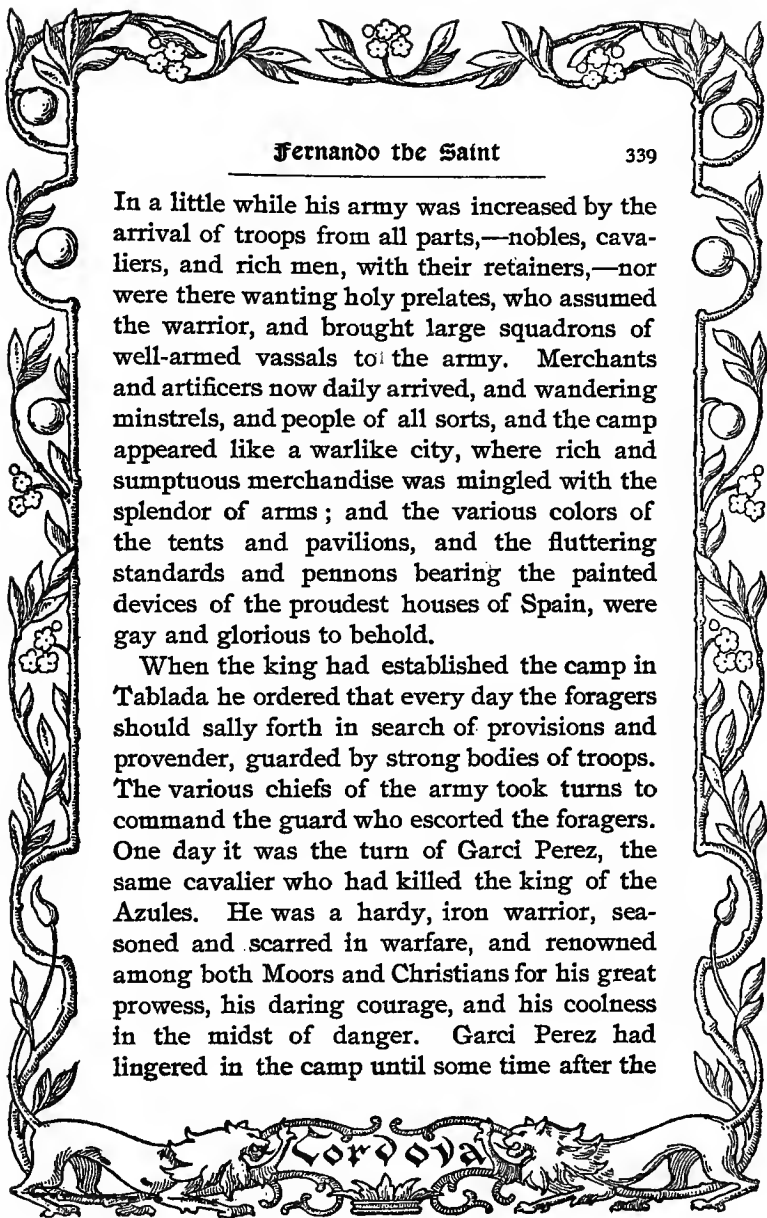 Fernando the Saint 339
In a little while his army was increased by the
arrival of troops from all parts,—nobles, cava-
liers, and rich men, with their retainers,—nor
were there wanting holy prelates, who assumed
the warrior, and brought large squadrons of
well-armed vassals to the army. Merchants
and artificers now daily arrived, and wandering
minstrels, and people of all sorts, and the camp
appeared like a warlike city, where rich and
sumptuous merchandise was mingled with the
splendor of arms; and the various colors of
the tents and pavilions, and the fluttering
standards and pennons bearing the painted
devices of the proudest houses of Spain, were
gay and glorious to behold.
When the king had established the camp in
Tablada he ordered that every day the foragers
should sally forth in search of provisions and
provender, guarded by strong bodies of troops.
The various chiefs of the army took turns to
command the guard who escorted the foragers.
One day it was the turn of Garci Perez, the
same cavalier who had killed the king of the
Azules. He was a hardy, iron warrior, sea-
soned and scarred in warfare, and renowned
among both Moors and Christians for his great
prowess, his daring courage, and his coolness
in the midst of danger. Garci Perez had
lingered in the camp until some time after the
Cordova